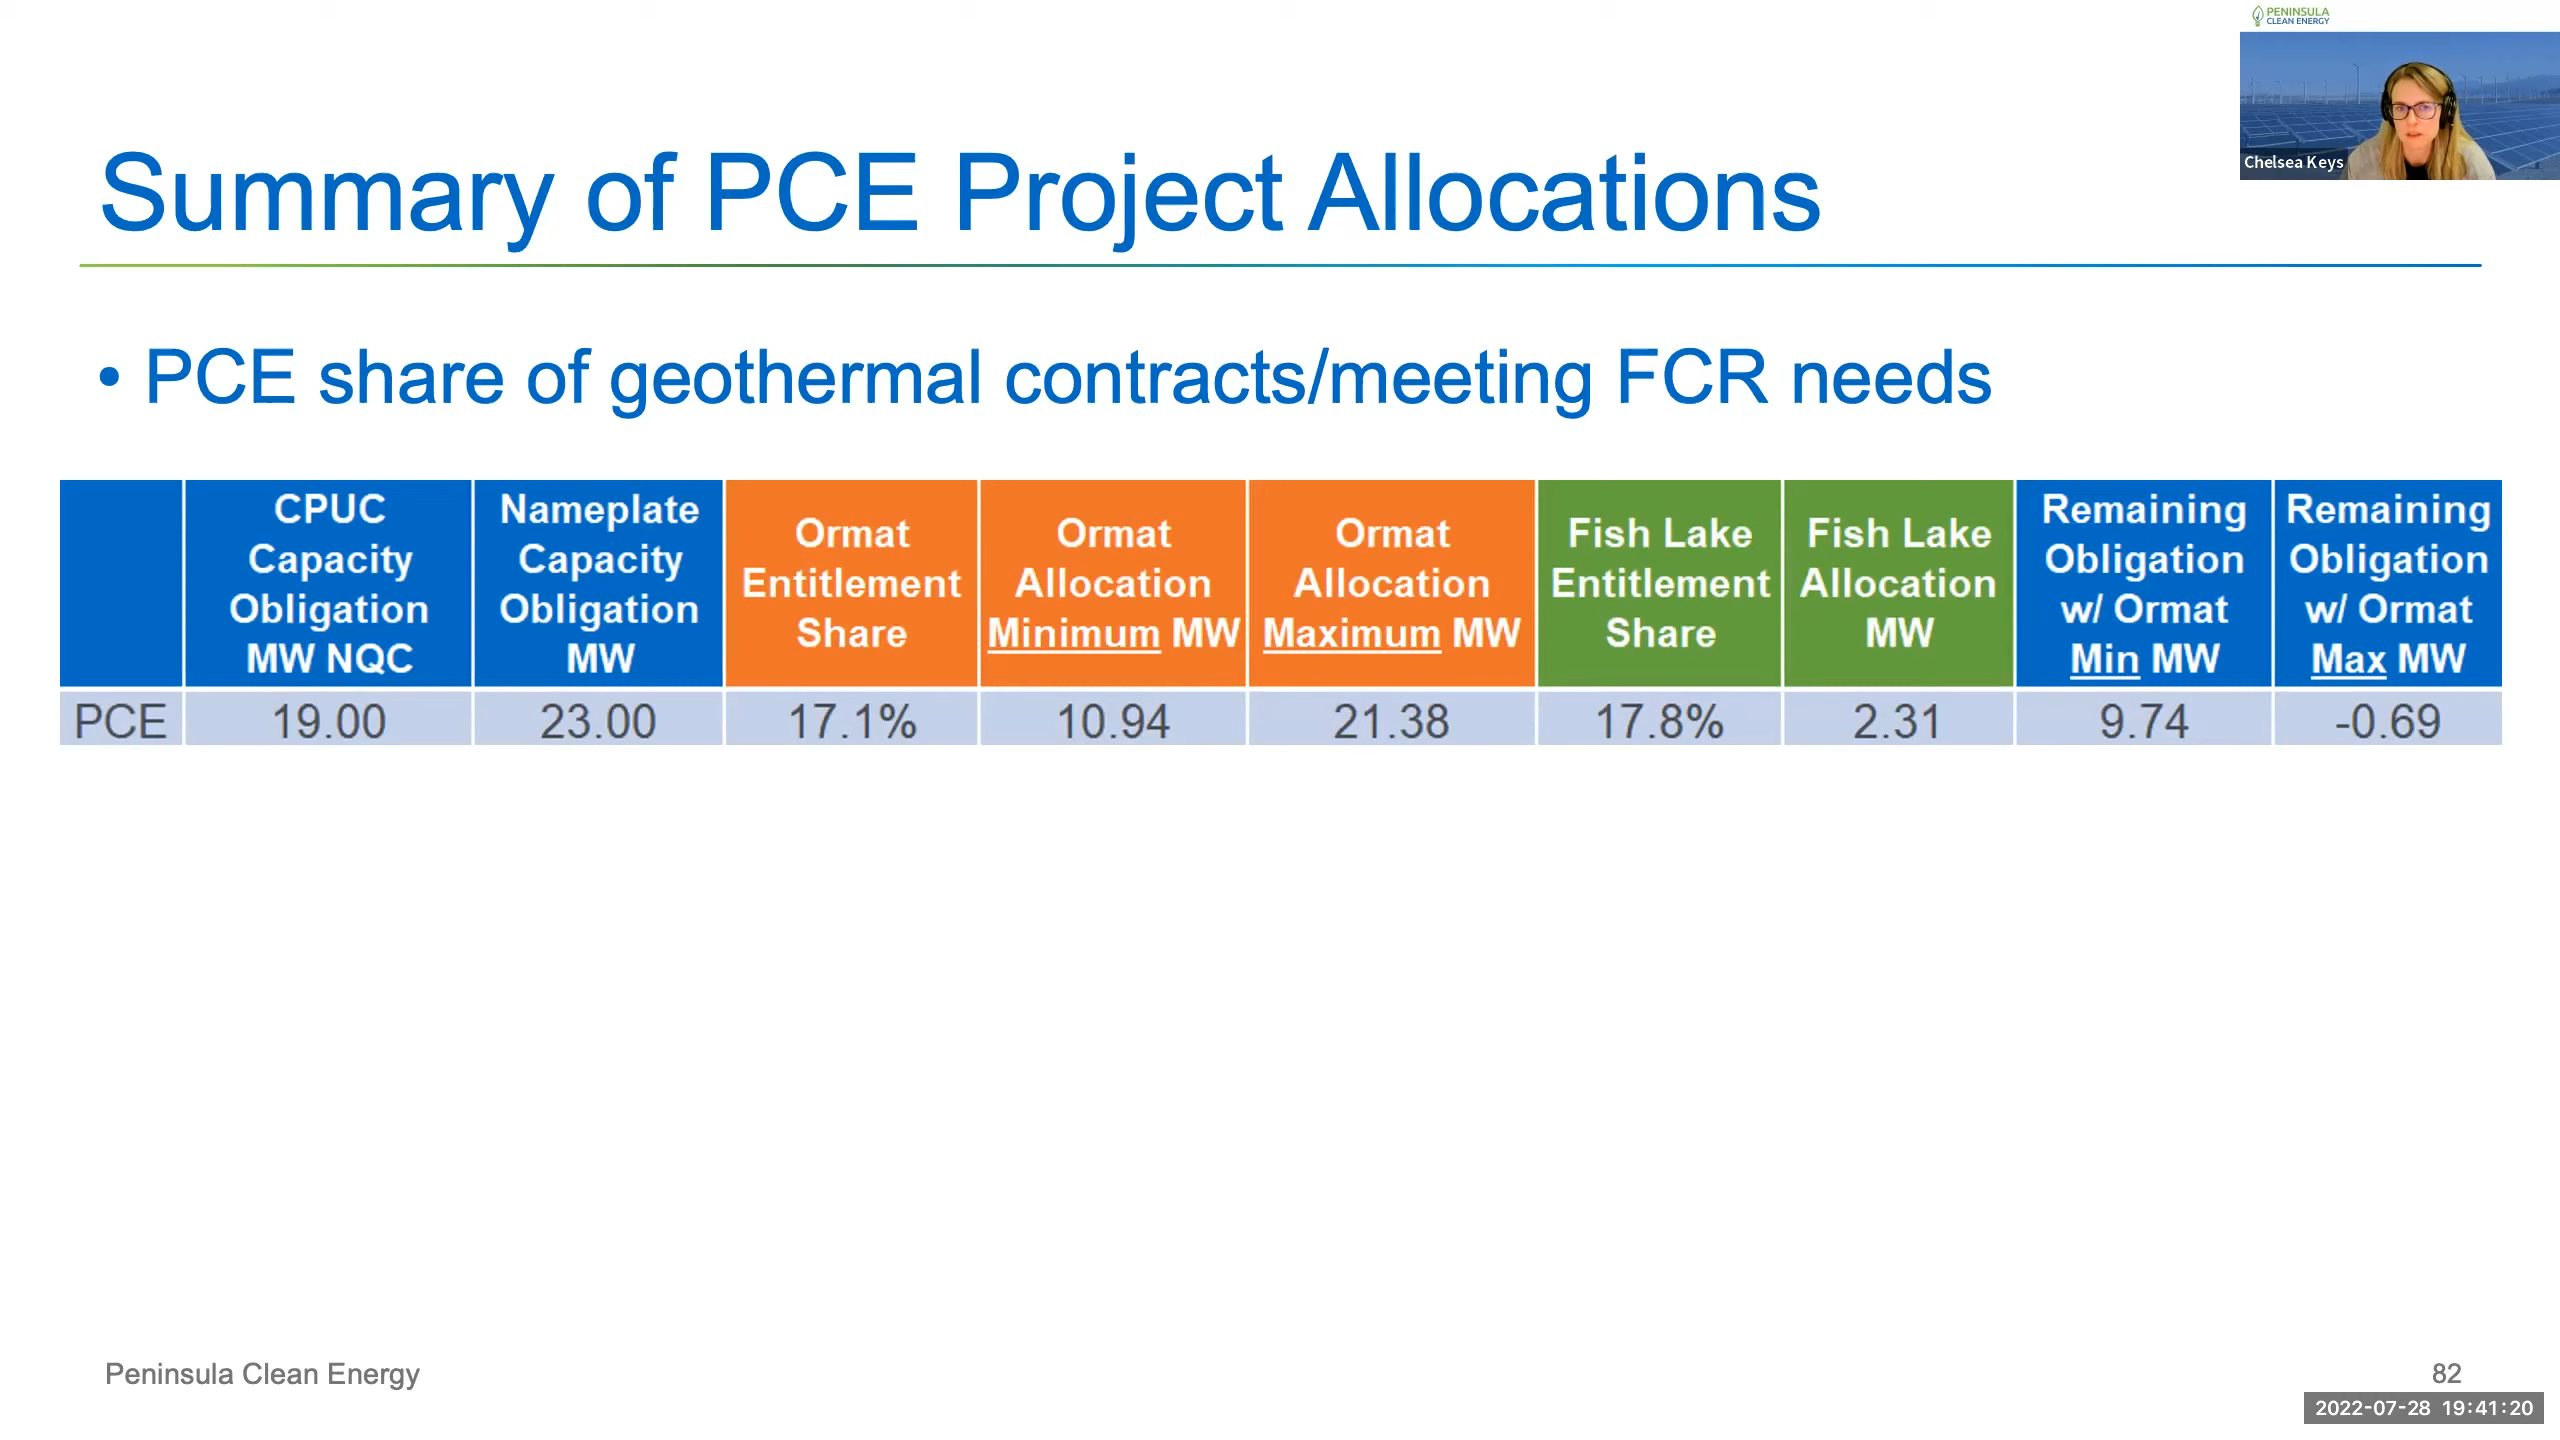 PENINSULA
CLEAN ENERGY
Chelsea Keys
Summary of PCE Project Allocations
• PCE share of geothermal contracts/meeting FCR needs
CPUC
Capacity
Obligation
MW NQC
Nameplate
Capacity
Obligation
MW
Ormat
Entitlement
Share
Ormat
Allocation
Minimum MW
Ormat
Allocation
Maximum MW
Fish Lake
Entitlement
Share
Fish Lake
Allocation
MW
Remaining
Obligation
w/ Ormat
Min MW
Remaining
Obligation
w/ Ormat
Max MW
PCE 19.00 23.00 17.1% 10.94 21.38 17.8% 2.31 9.74 -0.69
Peninsula Clean Energy
82
2022-07-28 19:41:20